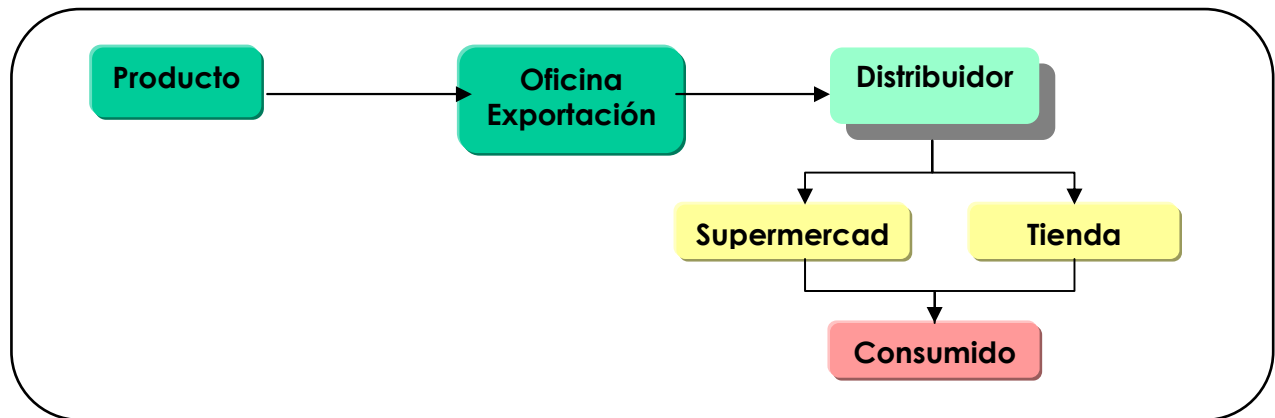 Producto
Oficina
Exportación
Distribuidor
Supermercad
Tienda
Consumido